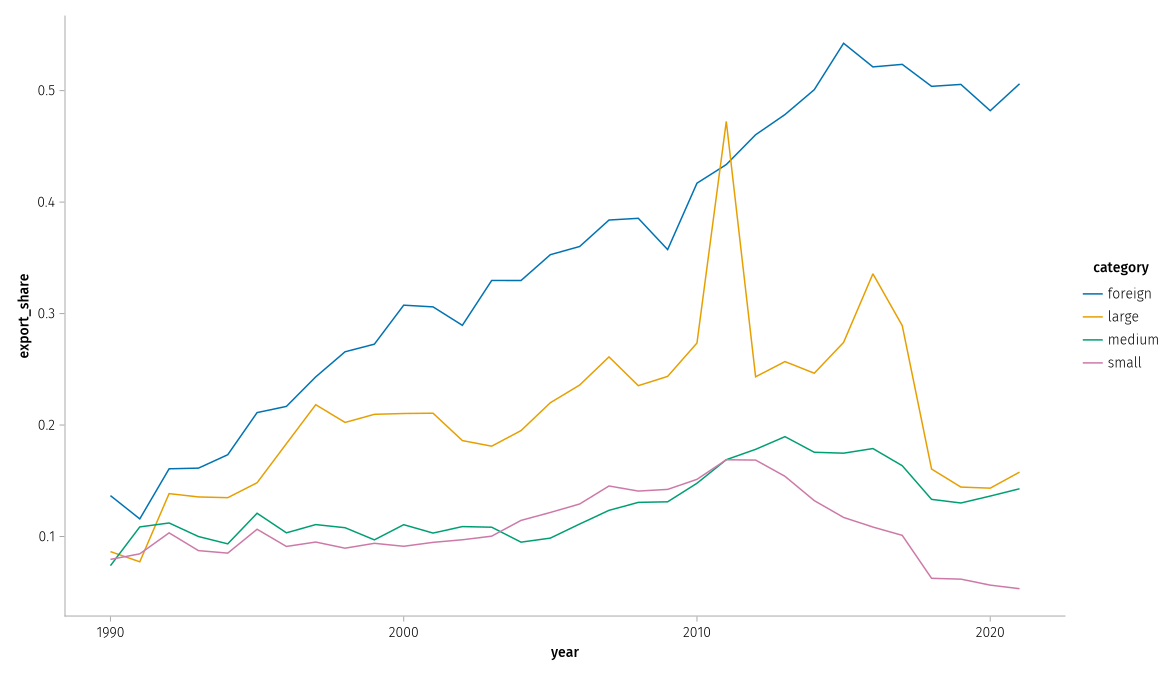 export_share
0.5
0.4
0.3
0.2
0.1
1990 2000 2010 2020
year
category
foreign
large
medium
small